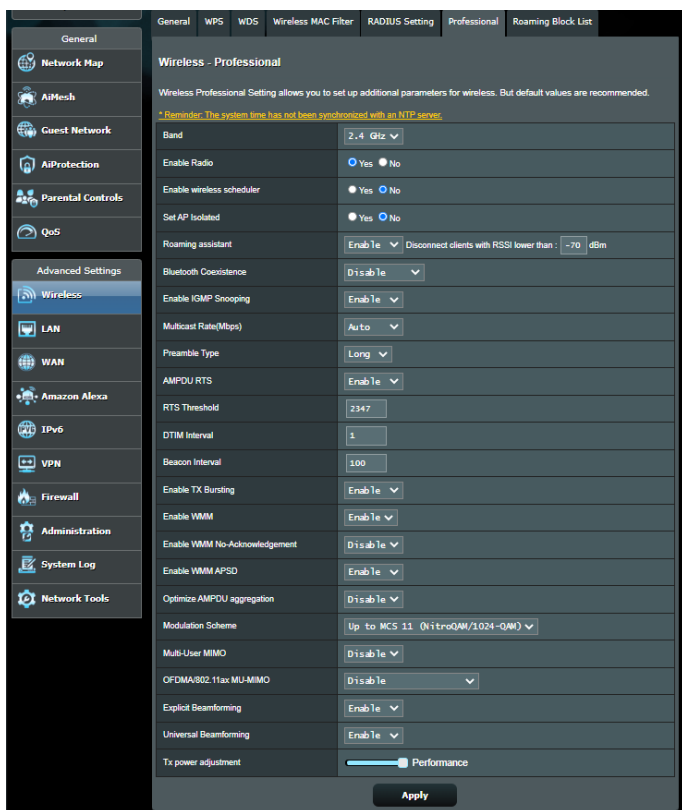 General WPS WDS Wireless MAC Filter RADIUS Setting Professional Roaming Block List
General
Network Map
AiMesh
Guest Network
AiProtection
Parental Controls
QoS
Advanced Settings
Wireless
LAN
WAN
Amazon Alexa
IPv6
VPN
Firewall
Administration
System Log
Network Tools
Wireless - Professional
Wireless Professional Setting allows you to set up additional parameters for wireless. But default values are recommended.
* Reminder: The system time has not been synchronized with an NTP server.
Band 2.4 GHz
Enable Radio Yes No
Enable wireless scheduler Yes No
Set AP Isolated Yes No
Roaming assistant Enable Disconnect clients with RSSI lower than : -70 dBm
Bluetooth Coexistence Disable
Enable IGMP Snooping Enable
Multicast Rate(Mbps) Auto
Preamble Type Long
AMPDU RTS Enable
RTS Threshold 2347
DTIM Interval 1
Beacon Interval 100
Enable TX Bursting Enable
Enable WMM Enable
Enable WMM No-Acknowledgement Disable
Enable WMM APSD Enable
Optimize AMPDU aggregation Disable
Modulation Scheme Up to MCS 11 (NitroQAM/1024-QAM)
Multi-User MIMO Disable
OFDMA/802.11ax MU-MIMO Disable
Explicit Beamforming Enable
Universal Beamforming Enable
Tx power adjustment Performance
Apply